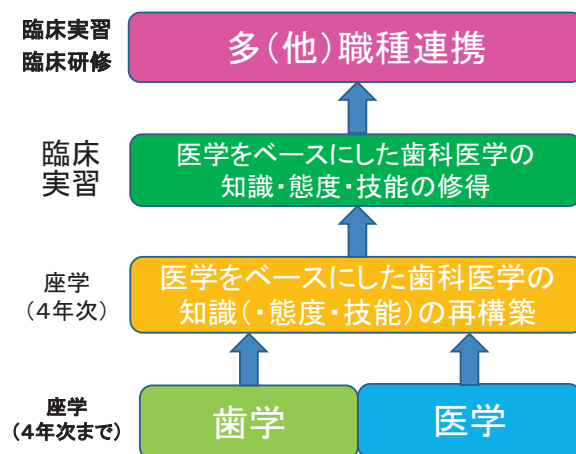 臨床実習
臨床研修
多(他)職種連携
臨床
実習
医学をベースにした歯科医学の
知識・態度・技能の修得
座学
(4年次)
医学をベースにした歯科医学の
知識(・態度・技能)の再構築
座学
(4年次まで)
歯学
医学